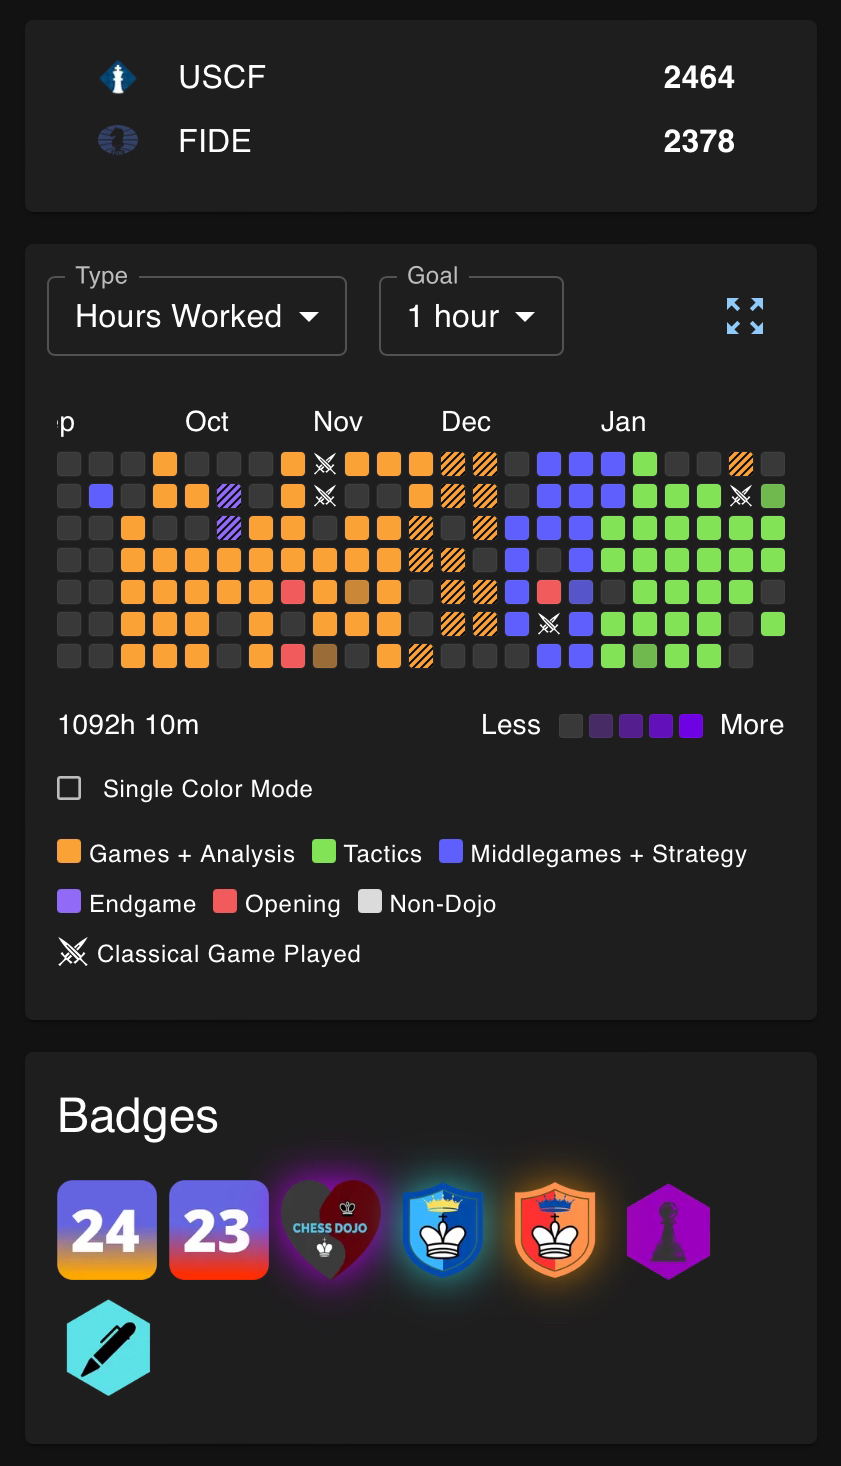 USCF 2464
FIDE 2378
Type
Hours Worked
Goal
1 hour
p Oct Nov Dec Jan
1092h 10m Less More
Single Color Mode
Games + Analysis Tactics Middlegames + Strategy
Endgame Opening Non-Dojo
Classical Game Played
Badges
24 23 CHESS DOJO